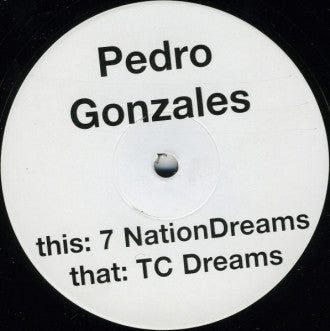 Pedro
Gonzales
this: 7 NationDreams
that: TC Dreams